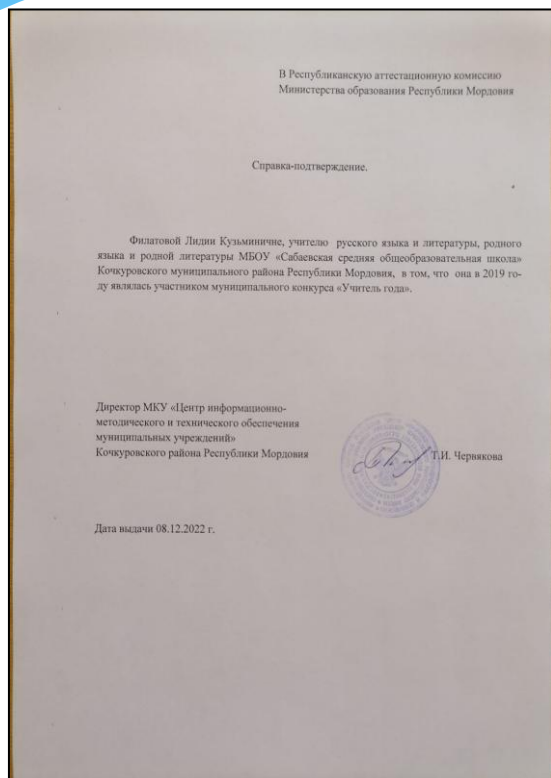 В Республиканскую аттестационную комиссию
Министерства образования Республики Мордовия
Справка-подтверждение.
Филатовой Лидии Кузьминичне, учителю русского языка и литературы, родного
языка и родной литературы МБОУ «Сабаевская средняя общеобразовательная школа»
Кочкуровского муниципального района Республики Мордовия, в том, что она в 2019 го-
ду являлась участником муниципального конкурса «Учитель года».
Директор МКУ «Центр информационно-
методического и технического обеспечения
муниципальных учреждений»
Кочкуровского района Республики Мордовия
Т.И. Червякова
Дата выдачи 08.12.2022 г.